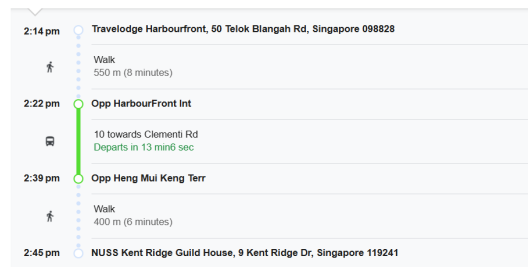 2:14 pm Travelodge Harbourfront, 50 Telok Blangah Rd, Singapore 098828
Walk
550 m (8 minutes)
2:22 pm Opp HarbourFront Int
10 towards Clementi Rd
Departs in 13 min6 sec
2:39 pm Opp Heng Mui Keng Terr
Walk
400 m (6 minutes)
2:45 pm NUSS Kent Ridge Guild House, 9 Kent Ridge Dr, Singapore 119241